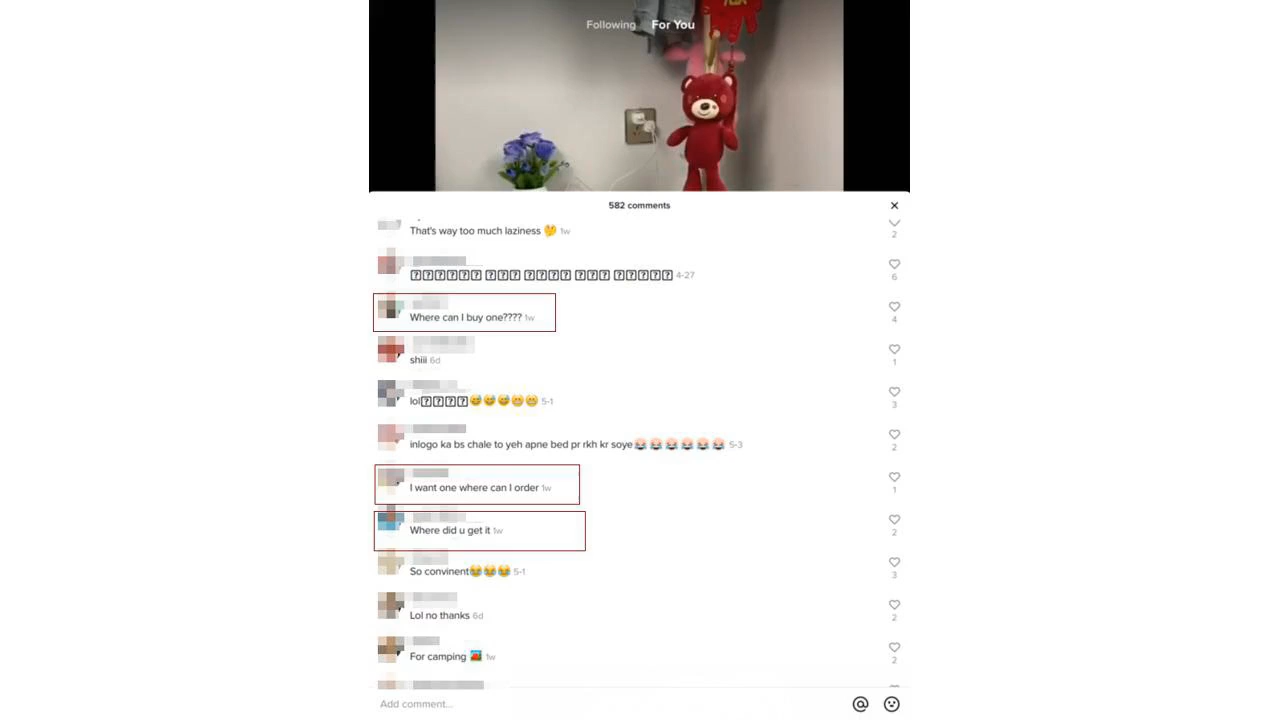 Following For You
582 comments
That's way too much laziness 🤔 1w
2
4-27
6
Where can I buy one???? 1w
4
shiii 6d
1
lol😅😅😅😁😁 5-1
3
inlogo ka bs chale to yeh apne bed pr rkh kr soye😂😂😂😂😂😂 5-3
2
I want one where can I order 1w
1
Where did u get it 1w
2
So convinent😂😂😂 5-1
3
Lol no thanks 6d
2
For camping 🏕 1w
2
Add comment...